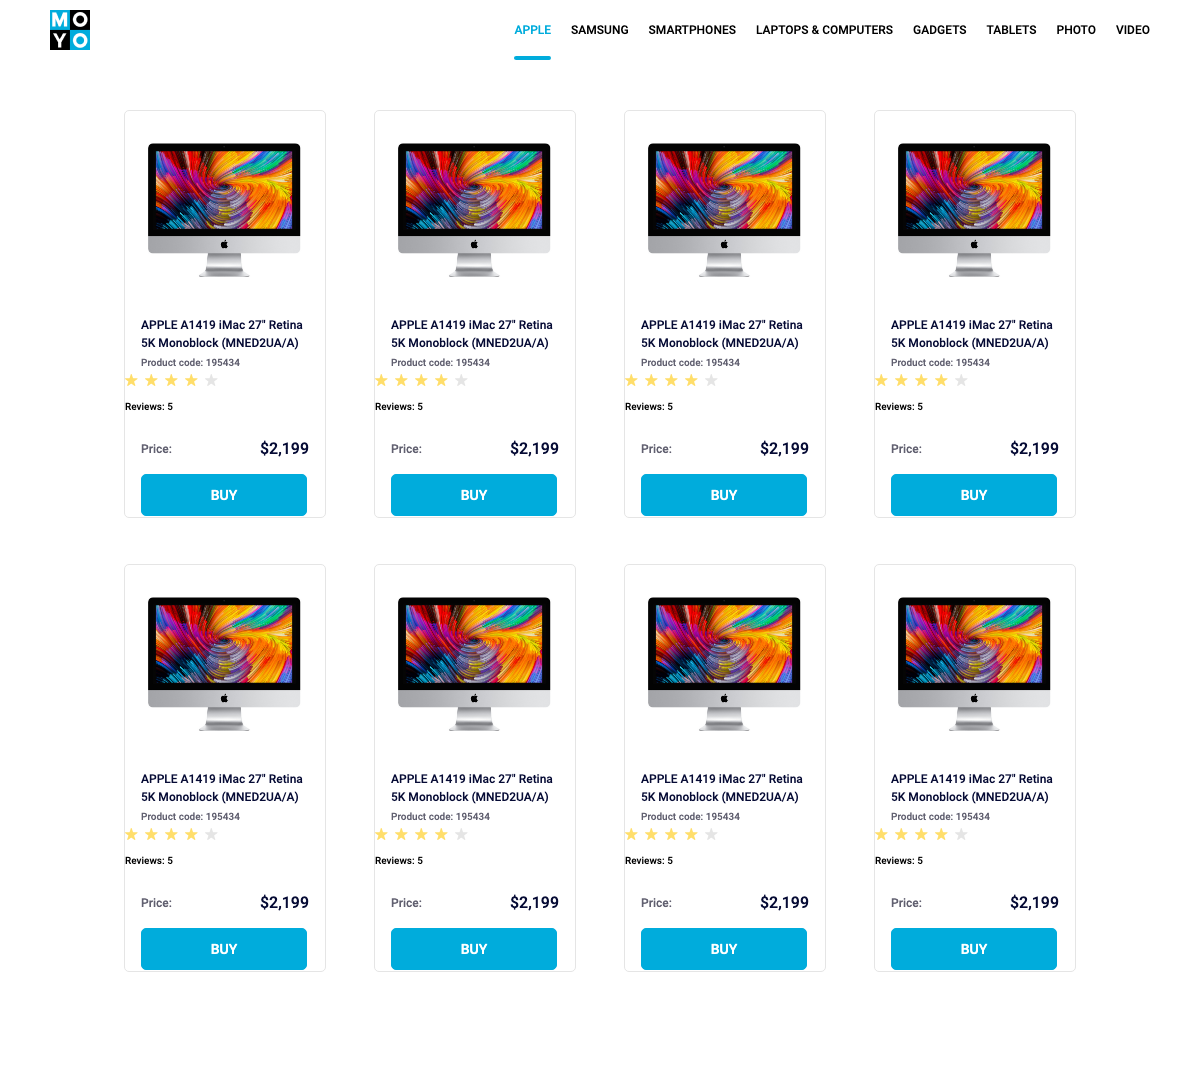 MO
YO
APPLE SAMSUNG SMARTPHONES LAPTOPS & COMPUTERS GADGETS TABLETS PHOTO VIDEO
APPLE A1419 iMac 27" Retina
5K Monoblock (MNED2UA/A)
Product code: 195434
Reviews: 5
Price: $2,199
BUY
APPLE A1419 iMac 27" Retina
5K Monoblock (MNED2UA/A)
Product code: 195434
Reviews: 5
Price: $2,199
BUY
APPLE A1419 iMac 27" Retina
5K Monoblock (MNED2UA/A)
Product code: 195434
Reviews: 5
Price: $2,199
BUY
APPLE A1419 iMac 27" Retina
5K Monoblock (MNED2UA/A)
Product code: 195434
Reviews: 5
Price: $2,199
BUY
APPLE A1419 iMac 27" Retina
5K Monoblock (MNED2UA/A)
Product code: 195434
Reviews: 5
Price: $2,199
BUY
APPLE A1419 iMac 27" Retina
5K Monoblock (MNED2UA/A)
Product code: 195434
Reviews: 5
Price: $2,199
BUY
APPLE A1419 iMac 27" Retina
5K Monoblock (MNED2UA/A)
Product code: 195434
Reviews: 5
Price: $2,199
BUY
APPLE A1419 iMac 27" Retina
5K Monoblock (MNED2UA/A)
Product code: 195434
Reviews: 5
Price: $2,199
BUY